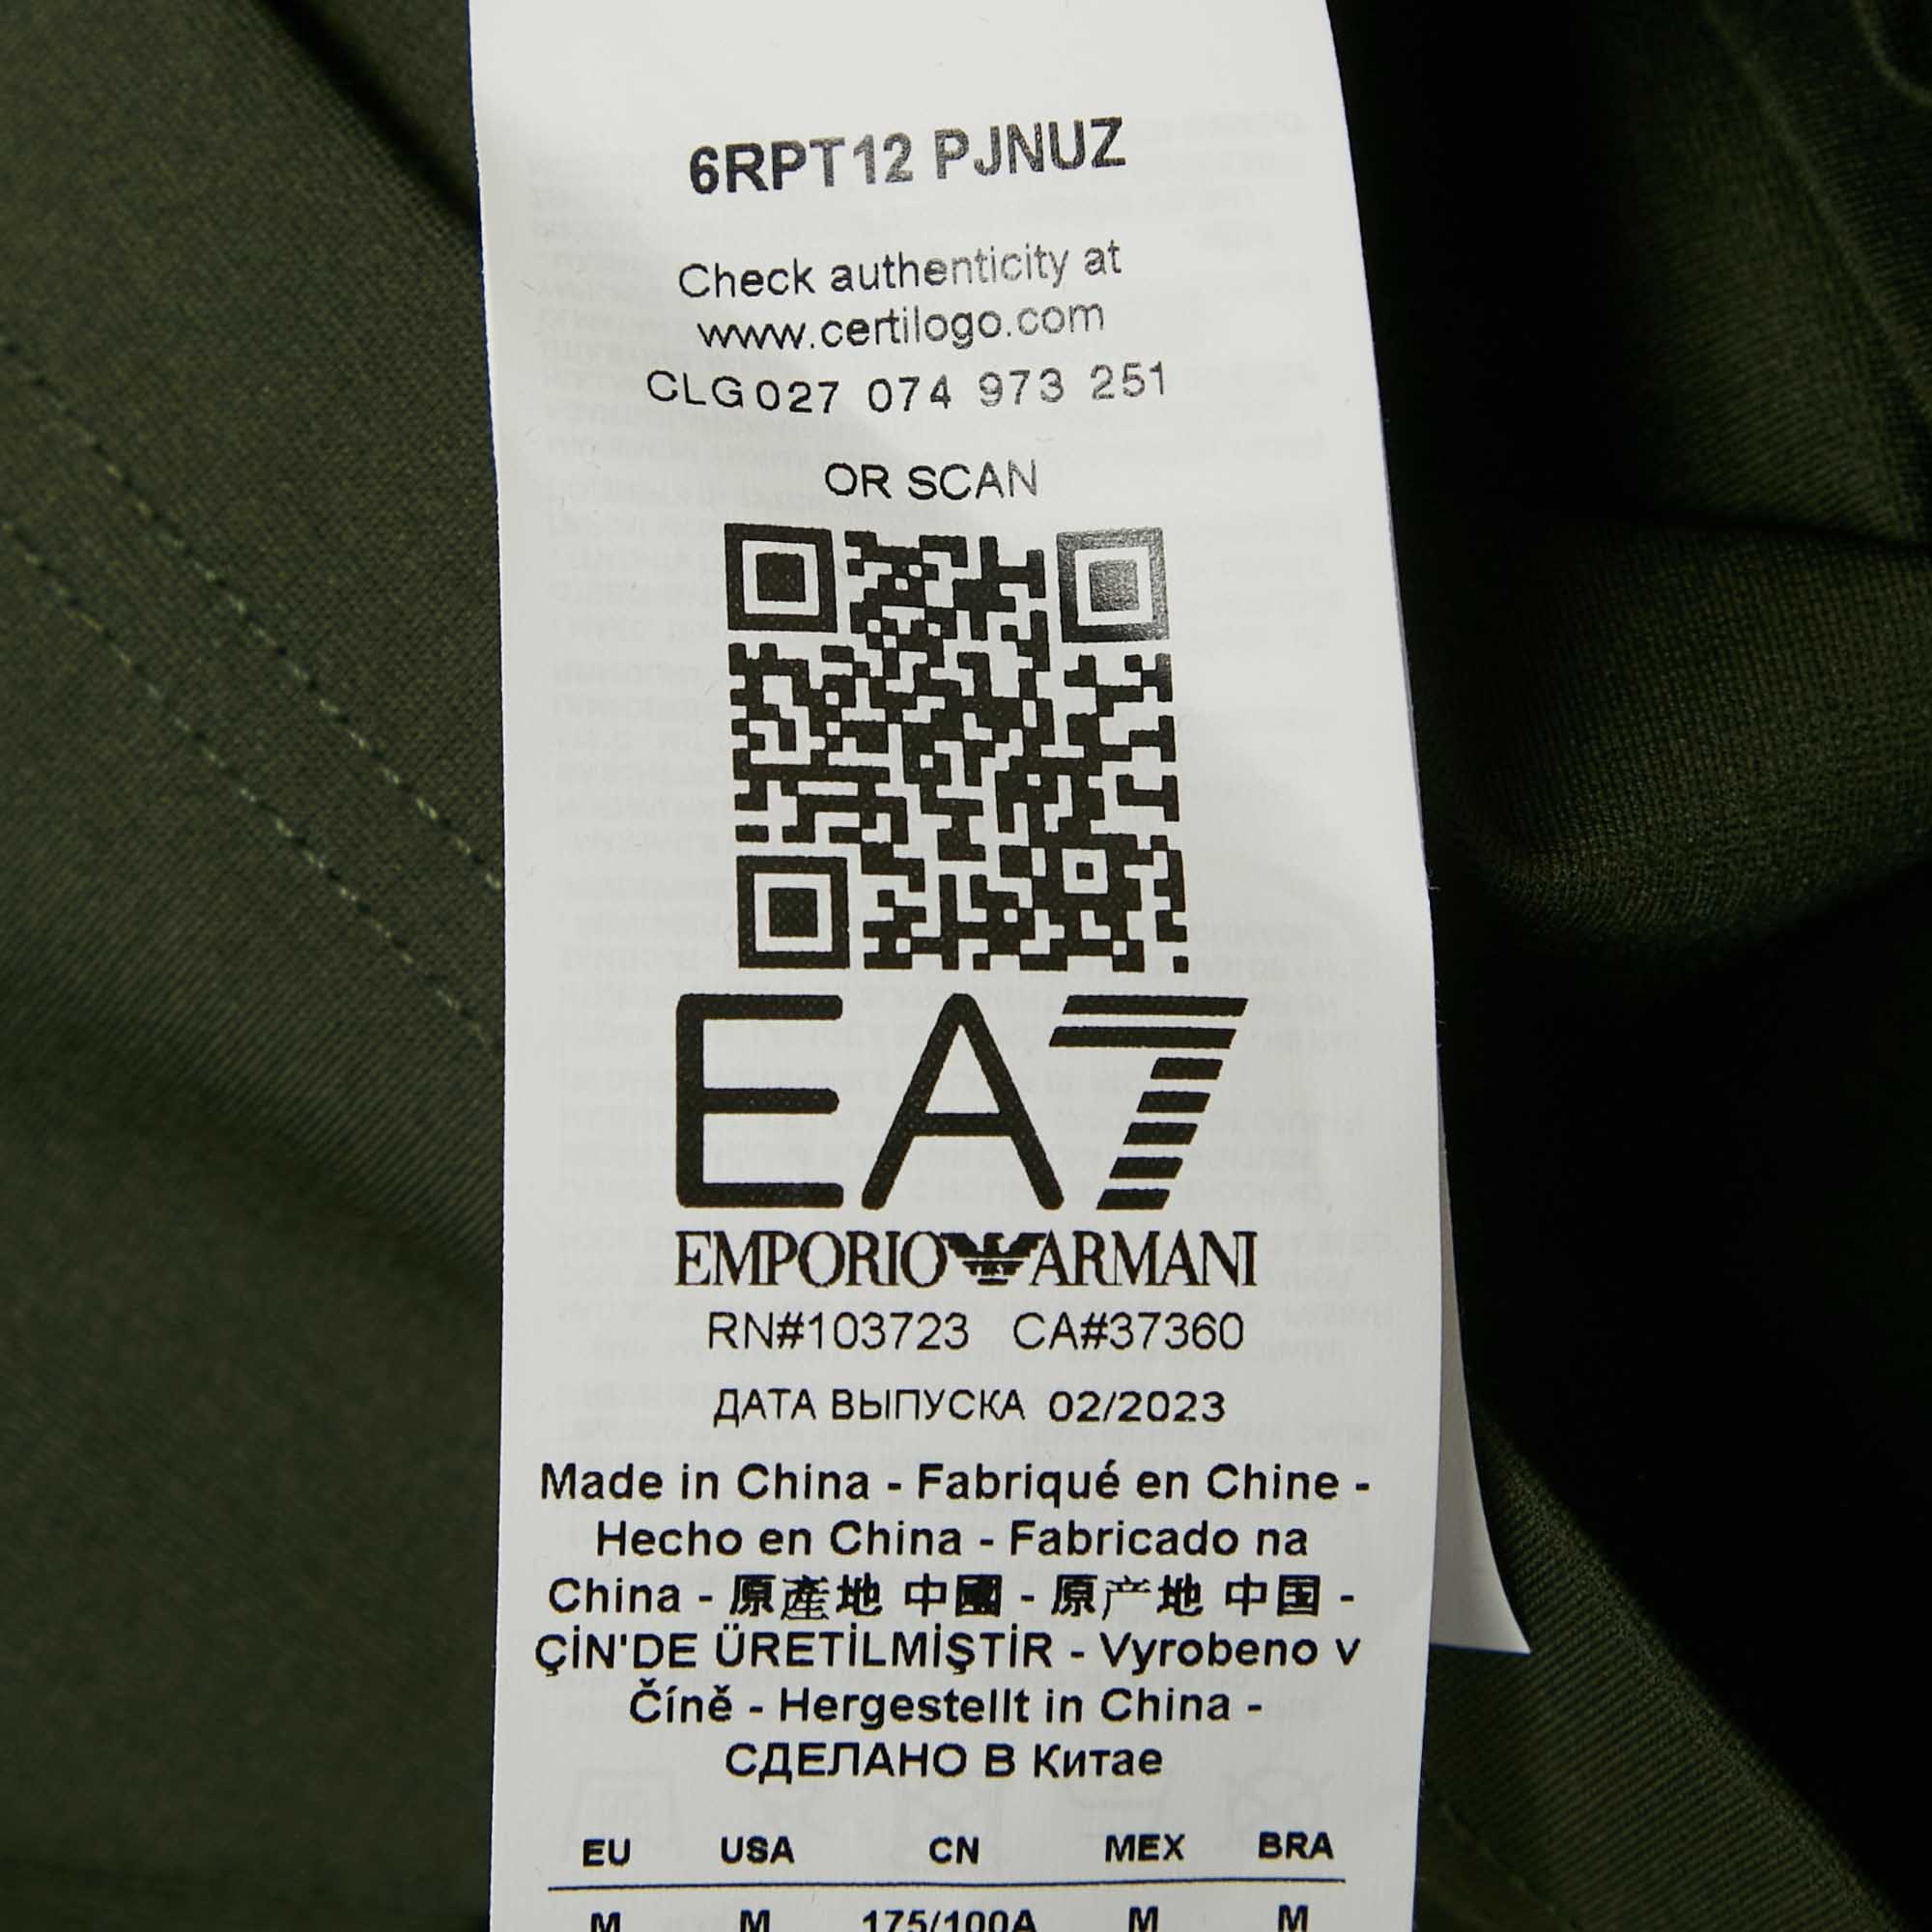 6RPT12 PJNUZ
Check authenticity at
www.certilogo.com
CLG027 074 973 251
OR SCAN
EA7
EMPORIO ARMANI
RN#103723 CA#37360
ДАТА ВЫПУСКА 02/2023
Made in China - Fabriqué en Chine -
Hecho en China - Fabricado na
China - 原產地 中國 - 原产地 中国 -
ÇİN'DE ÜRETİLMİŞTİR - Vyrobeno v
Číně - Hergestellt in China -
СДЕЛАНО В Китае
EU USA CN MEX BRA
M M 175/100A M M